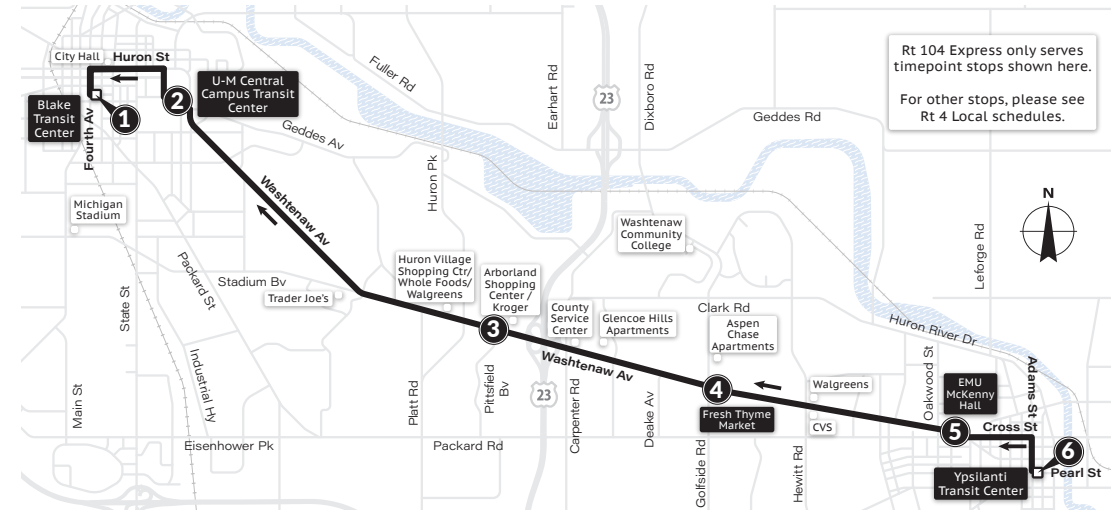 City Hall
Huron St
Blake
Transit
Center
Fourth Av
1
2
U-M Central
Campus Transit
Center
Fuller Rd
Geddes Av
Huron Pk
Earhart Rd
23
Dixboro Rd
Geddes Rd
Rt 104 Express only serves
timepoint stops shown here.
For other stops, please see
Rt 4 Local schedules.
N
Michigan
Stadium
Washtenaw Av
Packard St
Stadium Bv
Trader Joe's
State St
Industrial Hy
Main St
Eisenhower Pk
Huron Village
Shopping Ctr/
Whole Foods/
Walgreens
Arborland
Shopping
Center /
Kroger
3
Washtenaw
Community
College
County
Service
Center
Glencoe Hills
Apartments
Washtenaw Av
23
Platt Rd
Pittsfield
Bv
Packard Rd
Carpenter Rd
Deake Av
Clark Rd
Aspen
Chase
Apartments
4
Fresh Thyme
Market
Golfside Rd
Walgreens
CVS
Hewitt Rd
Leforge Rd
Huron River Dr
Oakwood St
EMU
McKenny
Hall
Adams St
5
Cross St
6
Pearl St
Ypsilanti
Transit Center